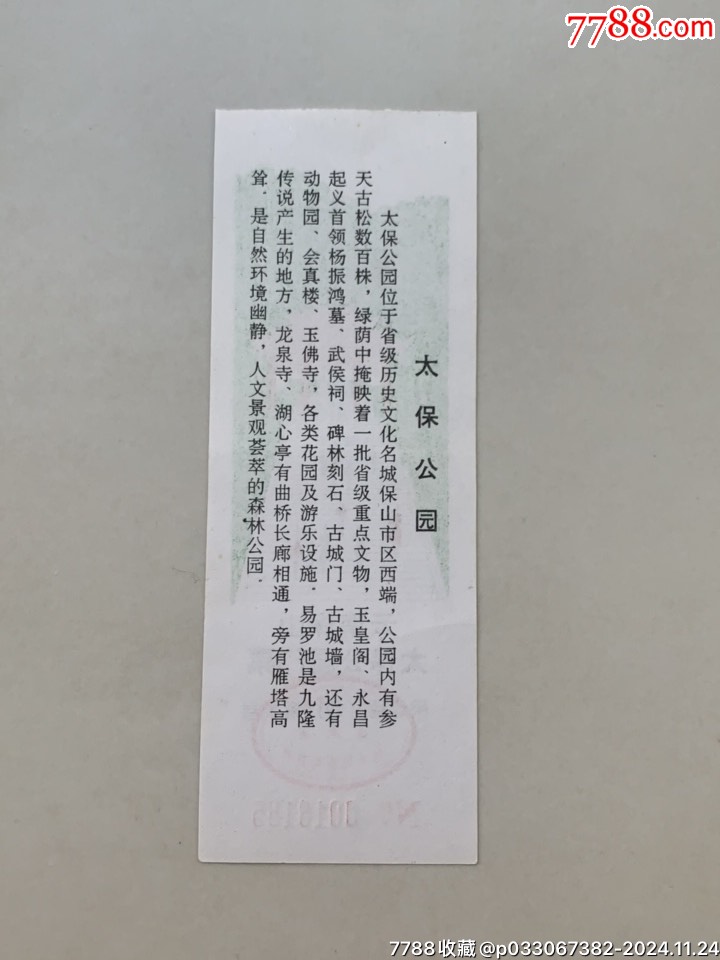 7788.com
太保公园
太保公园位于省级历史文化名城保山市区西端，公园内有参
天古松数百株，绿荫中掩映着一批省级重点文物，玉皇阁、永昌
起义首领杨振鸿墓、武侯祠、碑林刻石、古城门、古城墙，还有
动物园、会真楼、玉佛寺，各类花园及游乐设施．易罗池是九隆
传说产生的地方，龙泉寺、湖心亭有曲桥长廊相通，旁有雁塔高
耸．是自然环境幽静，人文景观荟萃的森林公园．
7788收藏@p033067382-2024.11.24